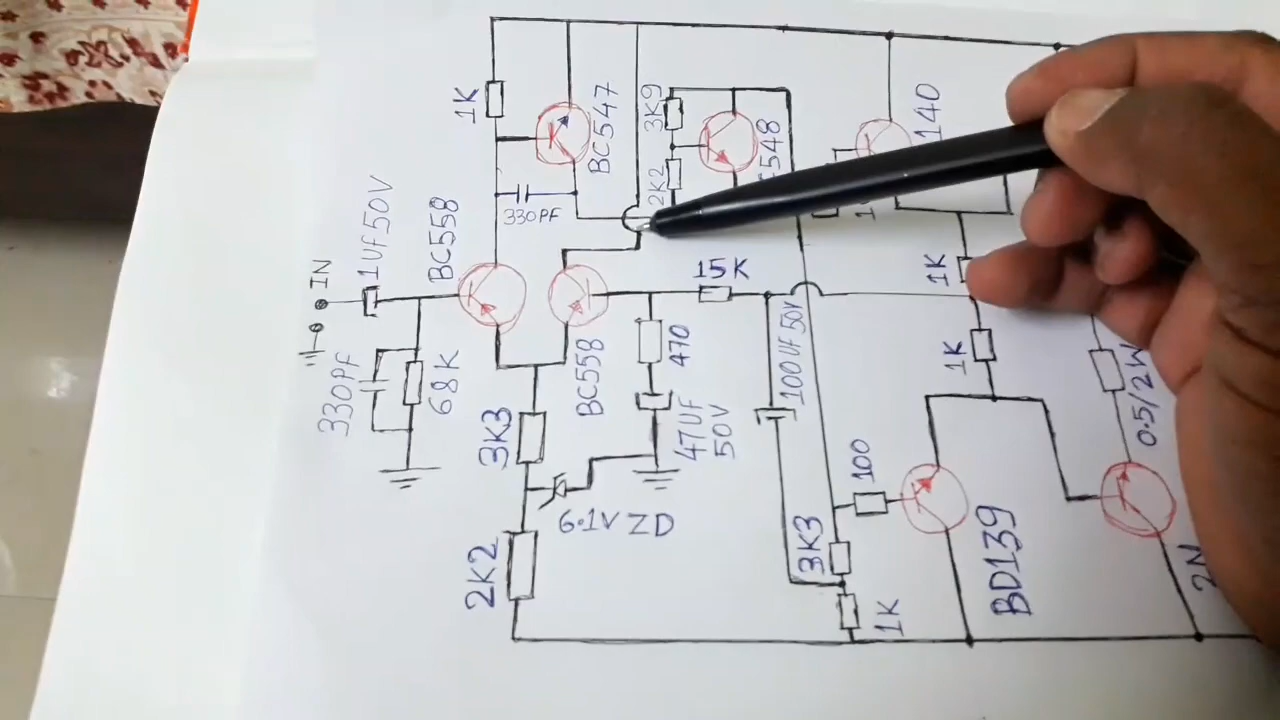 1K
BC547
3K9
2K2
548
140
330PF
1UF50V
BC558
IN
15K
1K
330PF
68K
BC558
470
47UF
50V
100UF50V
1K
3K3
6.1V ZD
100
0.5/2W
2K2
3K3
1K
BD139
2N